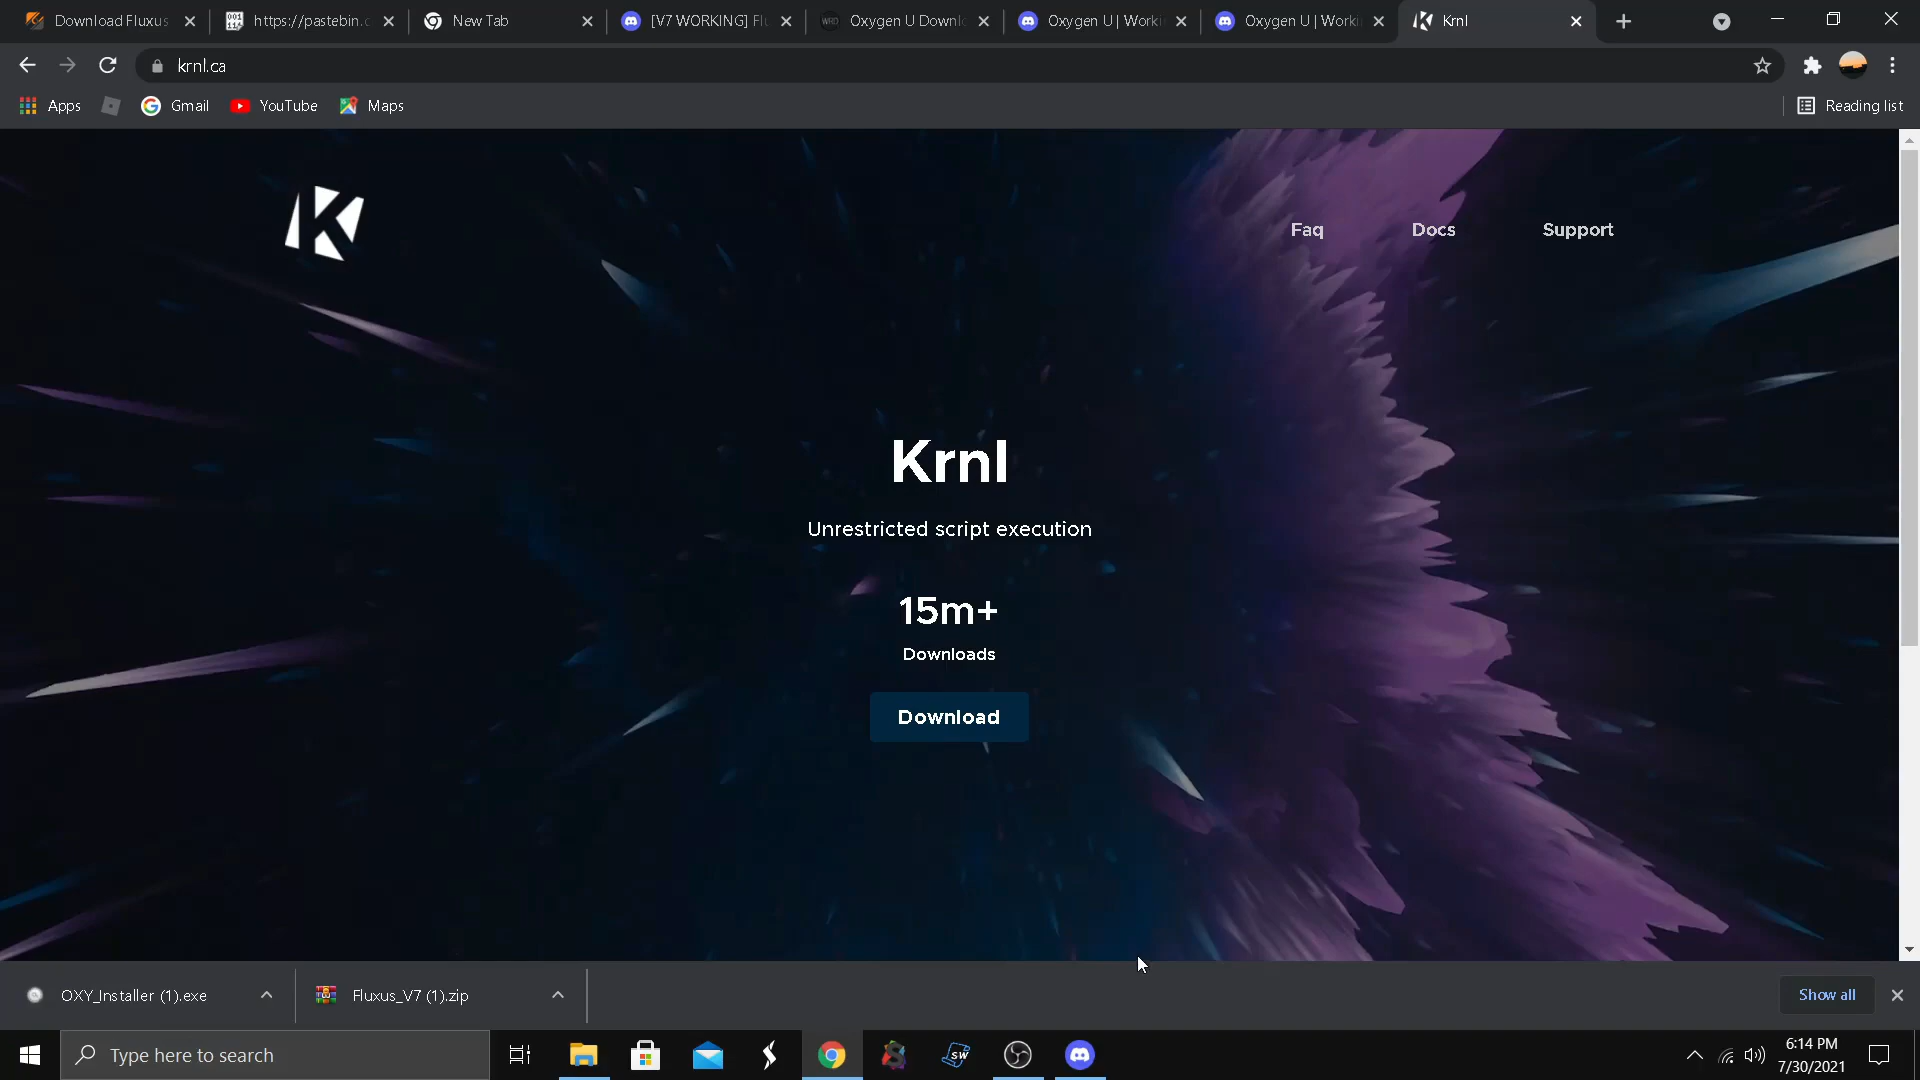 Download Fluxus
https://pastebin.c
New Tab
[V7 WORKING] Fl
Oxygen U Downl
Oxygen U | Worki
Oxygen U | Worki
Krnl
krnl.ca
Apps
Gmail
YouTube
Maps
Reading list
Faq
Docs
Support
Krnl
Unrestricted script execution
15m+
Downloads
Download
OXY_Installer (1).exe
Fluxus_V7 (1).zip
Show all
Type here to search
SW
6:14 PM
7/30/2021